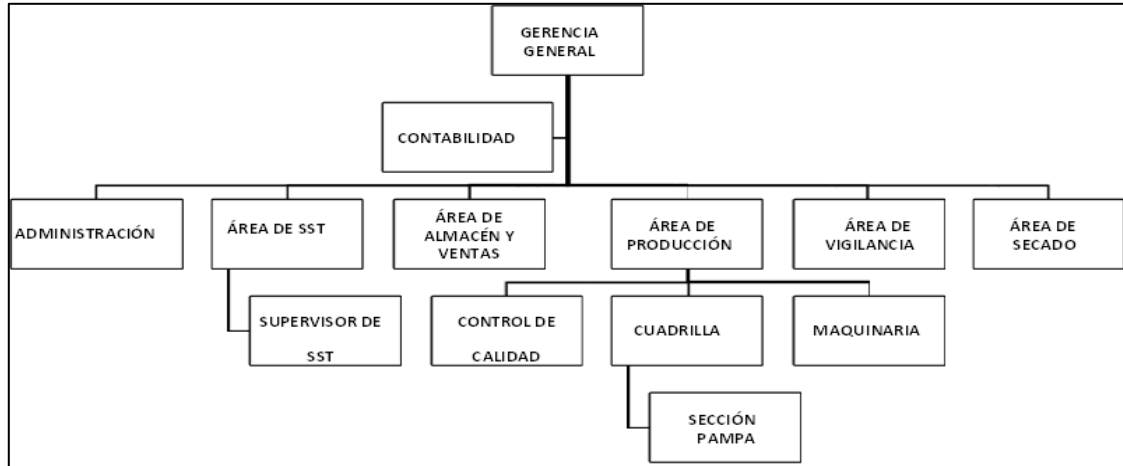 GERENCIA
GENERAL
CONTABILIDAD
ADMINISTRACIÓN
ÁREA DE SST
ÁREA DE
ALMACÉN Y
VENTAS
ÁREA DE
PRODUCCIÓN
ÁREA DE
VIGILANCIA
ÁREA DE
SECADO
SUPERVISOR DE
SST
CONTROL DE
CALIDAD
CUADRILLA
MAQUINARIA
SECCIÓN
PAMPA